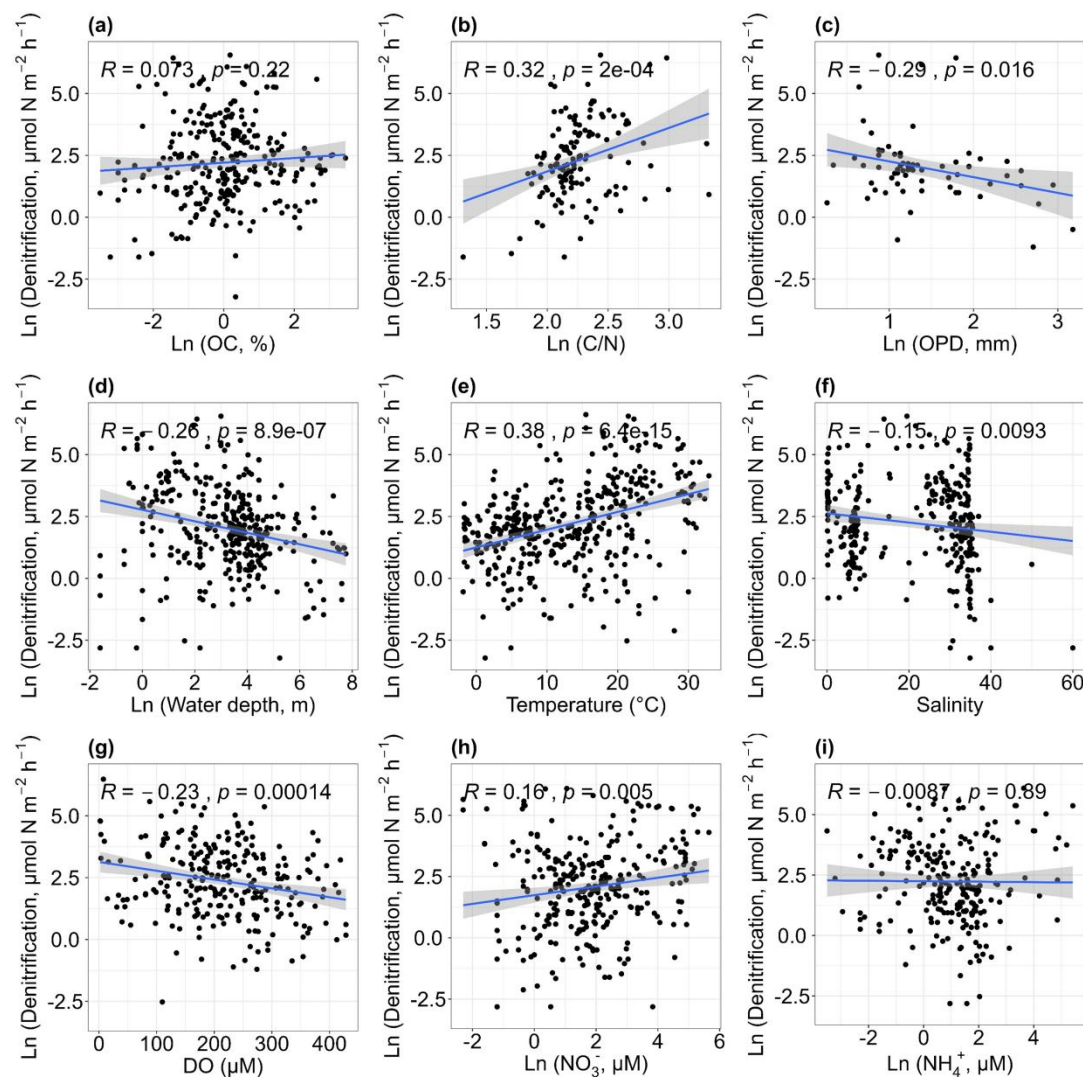 (a)
R = 0.073 , p = 0.22
Ln (Denitrification, µmol N m⁻² h⁻¹)
5.0
2.5
0.0
-2.5
-2 0 2
Ln (OC, %)
(b)
R = 0.32 , p = 2e-04
Ln (Denitrification, µmol N m⁻² h⁻¹)
5.0
2.5
0.0
-2.5
1.5 2.0 2.5 3.0
Ln (C/N)
(c)
R = −0.29 , p = 0.016
Ln (Denitrification, µmol N m⁻² h⁻¹)
5.0
2.5
0.0
-2.5
1 2 3
Ln (OPD, mm)
(d)
R = −0.26 , p = 8.9e-07
Ln (Denitrification, µmol N m⁻² h⁻¹)
5.0
2.5
0.0
-2.5
-2 0 2 4 6 8
Ln (Water depth, m)
(e)
R = 0.38 , p = 6.4e-15
Ln (Denitrification, µmol N m⁻² h⁻¹)
5.0
2.5
0.0
-2.5
0 10 20 30
Temperature (°C)
(f)
R = −0.15 , p = 0.0093
Ln (Denitrification, µmol N m⁻² h⁻¹)
5.0
2.5
0.0
-2.5
0 20 40 60
Salinity
(g)
R = −0.23 , p = 0.00014
Ln (Denitrification, µmol N m⁻² h⁻¹)
5.0
2.5
0.0
-2.5
0 100 200 300 400
DO (µM)
(h)
R = 0.16 , p = 0.005
Ln (Denitrification, µmol N m⁻² h⁻¹)
5.0
2.5
0.0
-2.5
-2 0 2 4 6
Ln (NO₃⁻, µM)
(i)
R = −0.0087 , p = 0.89
Ln (Denitrification, µmol N m⁻² h⁻¹)
5.0
2.5
0.0
-2.5
-2 0 2 4
Ln (NH₄⁺, µM)